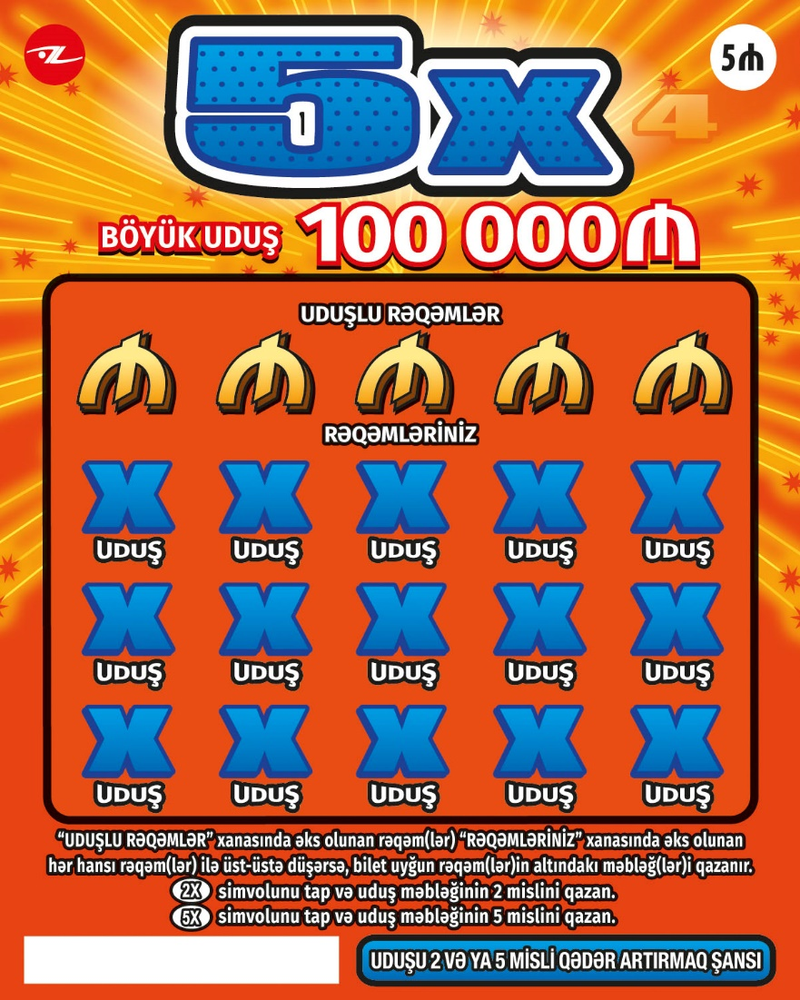 5X
5₼
1
4
BÖYÜK UDUŞ 100 000₼
UDUŞLU RƏQƏMLƏR
₼ ₼ ₼ ₼ ₼
RƏQƏMLƏRİNİZ
X X X X X
UDUŞ UDUŞ UDUŞ UDUŞ UDUŞ
X X X X X
UDUŞ UDUŞ UDUŞ UDUŞ UDUŞ
X X X X X
UDUŞ UDUŞ UDUŞ UDUŞ UDUŞ
“UDUŞLU RƏQƏMLƏR” xanasında əks olunan rəqəm(lər) “RƏQƏMLƏRİNİZ” xanasında əks olunan
hər hansı rəqəm(lər) ilə üst-üstə düşərsə, bilet uyğun rəqəm(lər)in altındakı məbləğ(lər)i qazanır.
2X simvolunu tap və uduş məbləğinin 2 mislini qazan.
5X simvolunu tap və uduş məbləğinin 5 mislini qazan.
UDUŞU 2 VƏ YA 5 MİSLİ QƏDƏR ARTIRMAQ ŞANSI